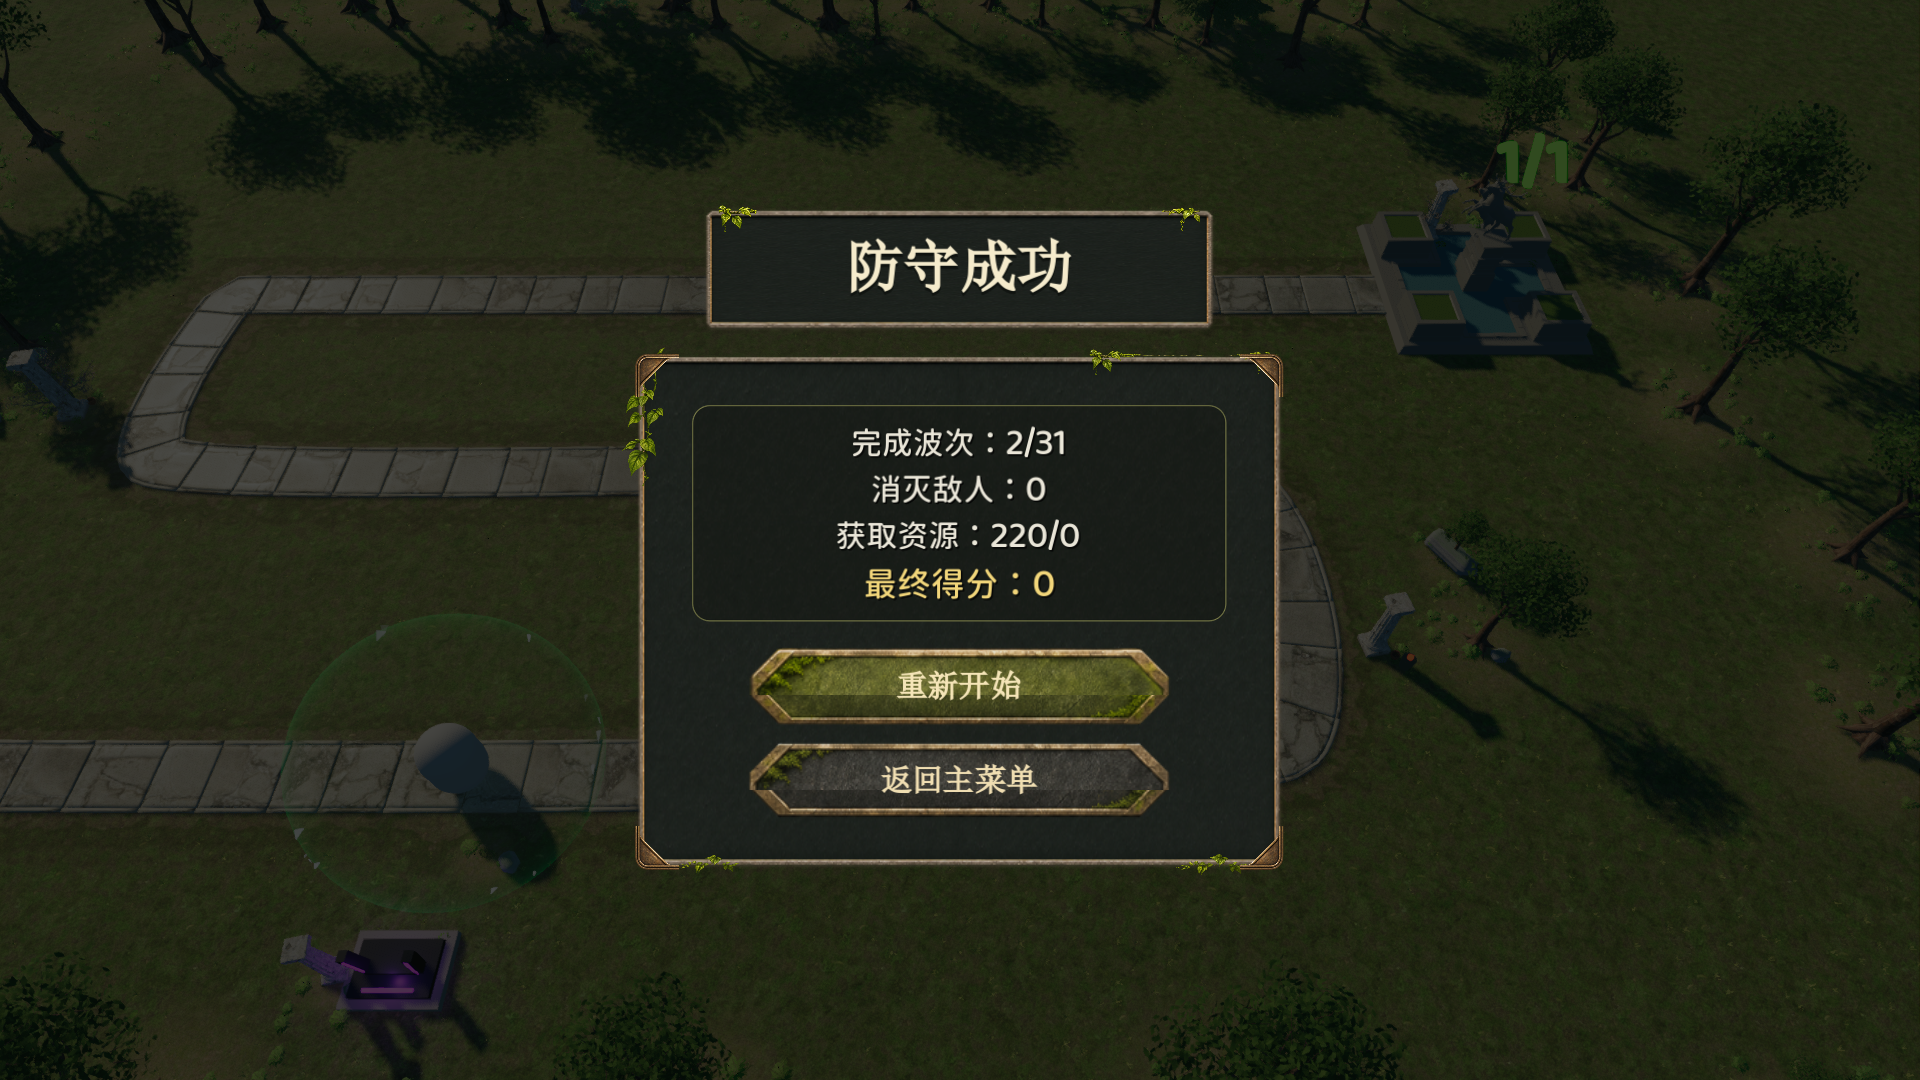 1/1
防守成功
完成波次：2/31
消灭敌人：0
获取资源：220/0
最终得分：0
重新开始
返回主菜单